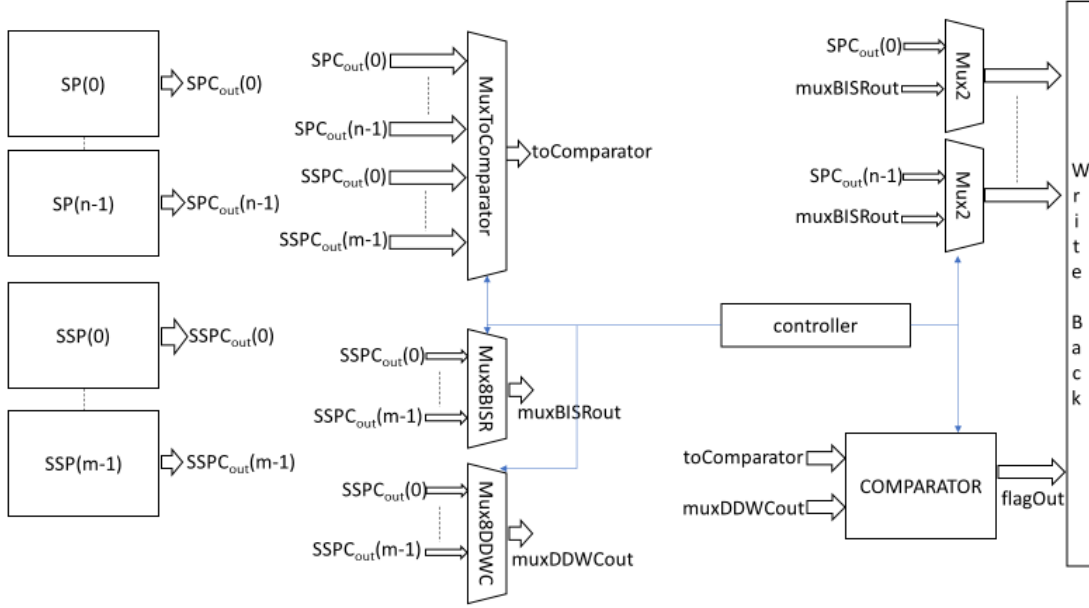 SP(0)
SPCout(0)
SP(n-1)
SPCout(n-1)
SSP(0)
SSPCout(0)
SSP(m-1)
SSPCout(m-1)
SPCout(0)
SPCout(n-1)
SSPCout(0)
SSPCout(m-1)
MuxToComparator
toComparator
SSPCout(0)
SSPCout(m-1)
Mux8BISR
muxBISRout
SSPCout(0)
SSPCout(m-1)
Mux8DDWC
muxDDWCout
controller
SPCout(0)
muxBISRout
Mux2
SPCout(n-1)
muxBISRout
Mux2
toComparator
muxDDWCout
COMPARATOR
flagOut
Write Back